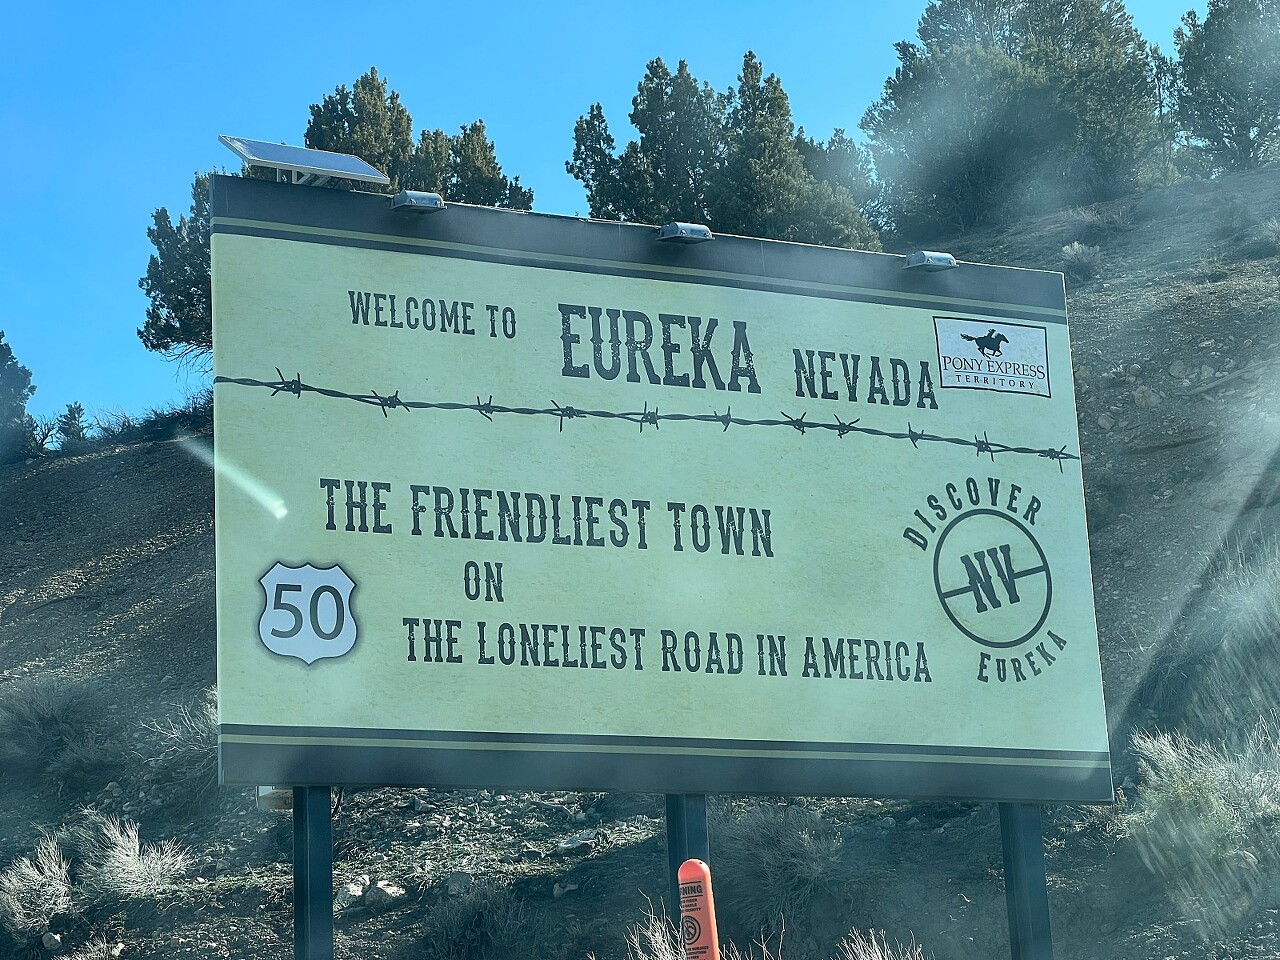 WELCOME TO EUREKA NEVADA
PONY EXPRESS
TERRITORY
THE FRIENDLIEST TOWN
ON
THE LONELIEST ROAD IN AMERICA
50
DISCOVER
NV
EUREKA